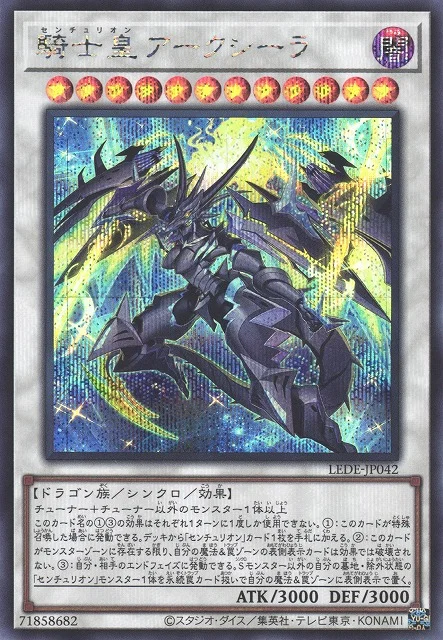 センチュリオン
騎士皇アークシーラ
闇
LEDE-JP042
【ドラゴン族／シンクロ／効果】
チューナー＋チューナー以外のモンスター1体以上
このカード名の①③の効果はそれぞれ1ターンに1度しか使用できない。①：このカードが特殊
召喚した場合に発動できる。デッキから「センチュリオン」カード1枚を手札に加える。②：このカード
がモンスターゾーンに存在する限り、自分の魔法&罠ゾーンの表側表示カードは効果では破壊さ
れない。③：自分・相手のエンドフェイズに発動できる。Sモンスター以外の自分の墓地・除外状態の
「センチュリオン」モンスター1体を永続罠カード扱いで自分の魔法&罠ゾーンに表側表示で置く。
ATK/3000 DEF/3000
71858682
©スタジオ・ダイス/集英社・テレビ東京・KONAMI